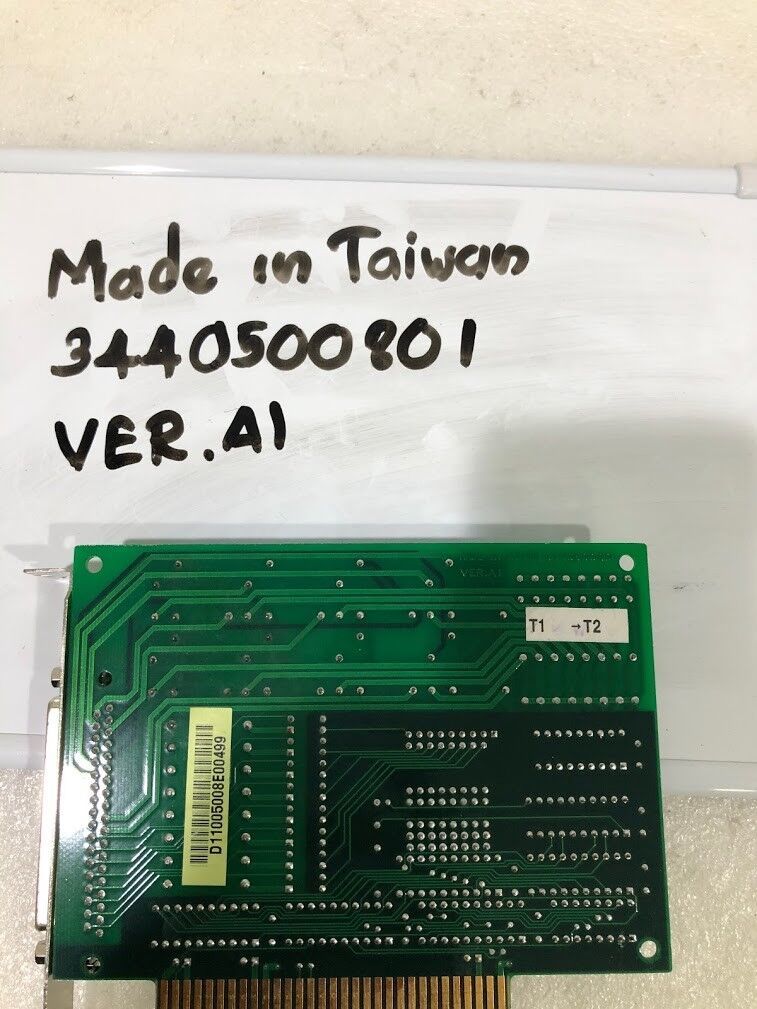 Made in Taiwan
3440500801
VER.A1
VER:A1
T1 →T2
D11005008E00499